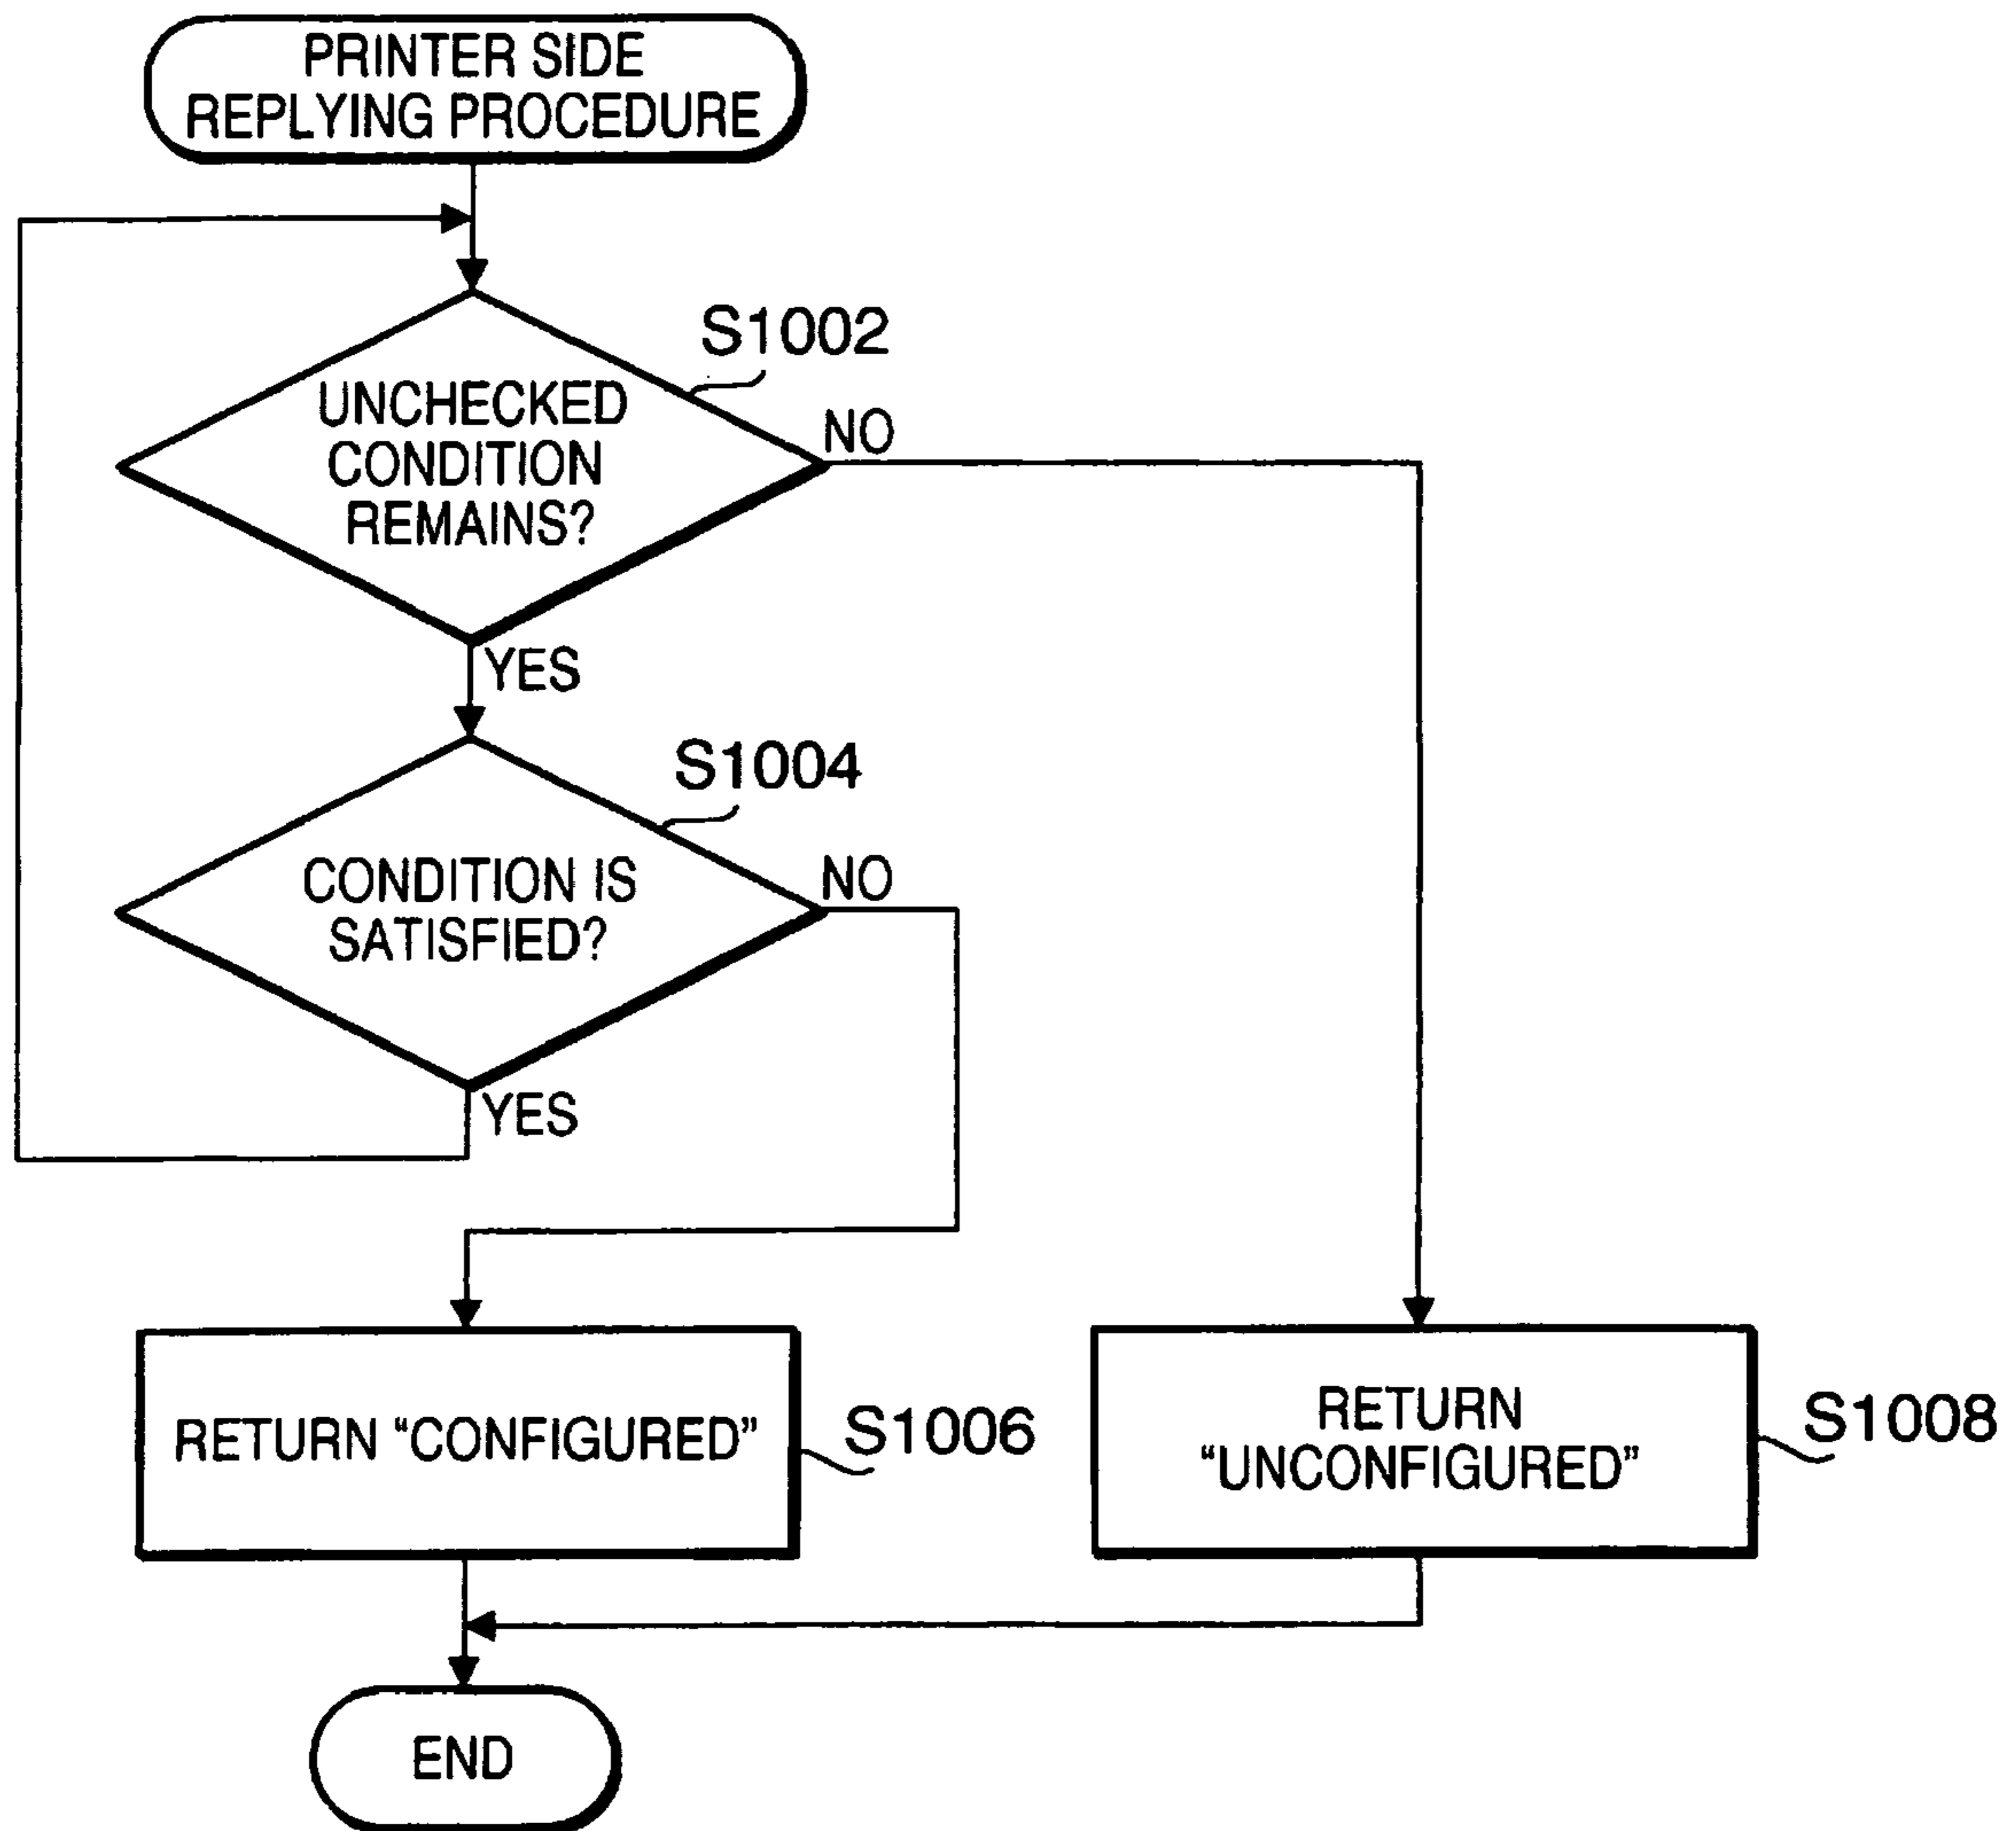 PRINTER SIDE
REPLYING PROCEDURE
S1002
UNCHECKED
CONDITION
REMAINS?
NO
YES
S1004
CONDITION IS
SATISFIED?
NO
YES
RETURN “CONFIGURED”
S1006
RETURN
“UNCONFIGURED”
S1008
END